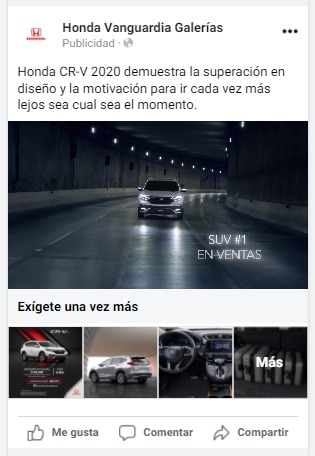 Honda Vanguardia Galerías
Publicidad ·
Honda CR-V 2020 demuestra la superación en
diseño y la motivación para ir cada vez más
lejos sea cual sea el momento.
SUV #1
EN VENTAS
Exígete una vez más
CR-V
Más
Me gusta
Comentar
Compartir